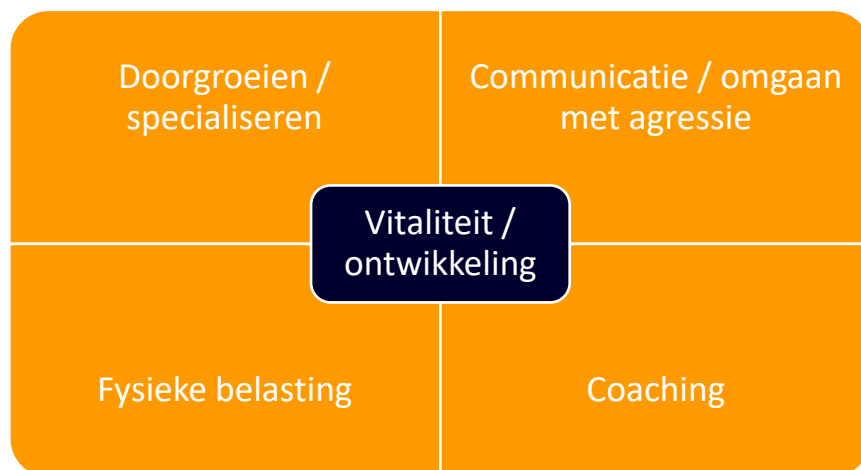 Doorgroeien /
specialiseren
Communicatie / omgaan
met agressie
Vitaliteit /
ontwikkeling
Fysieke belasting
Coaching